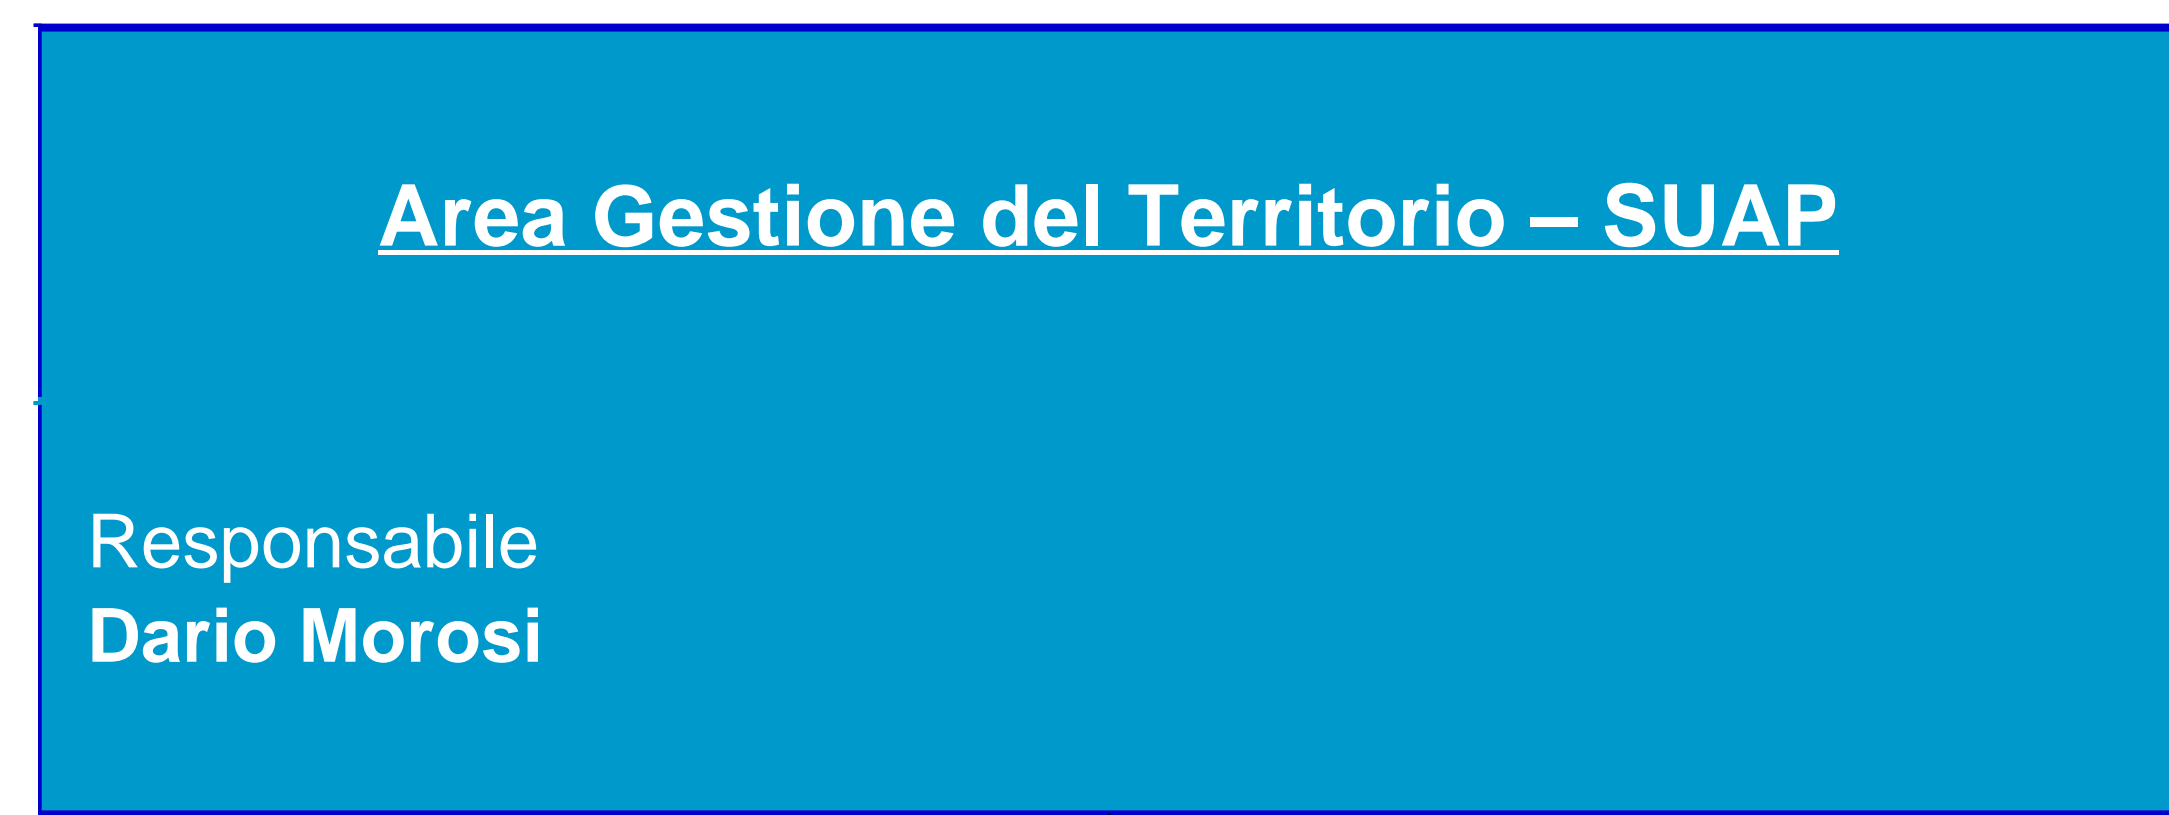 Area Gestione del Territorio – SUAP
Responsabile
Dario Morosi